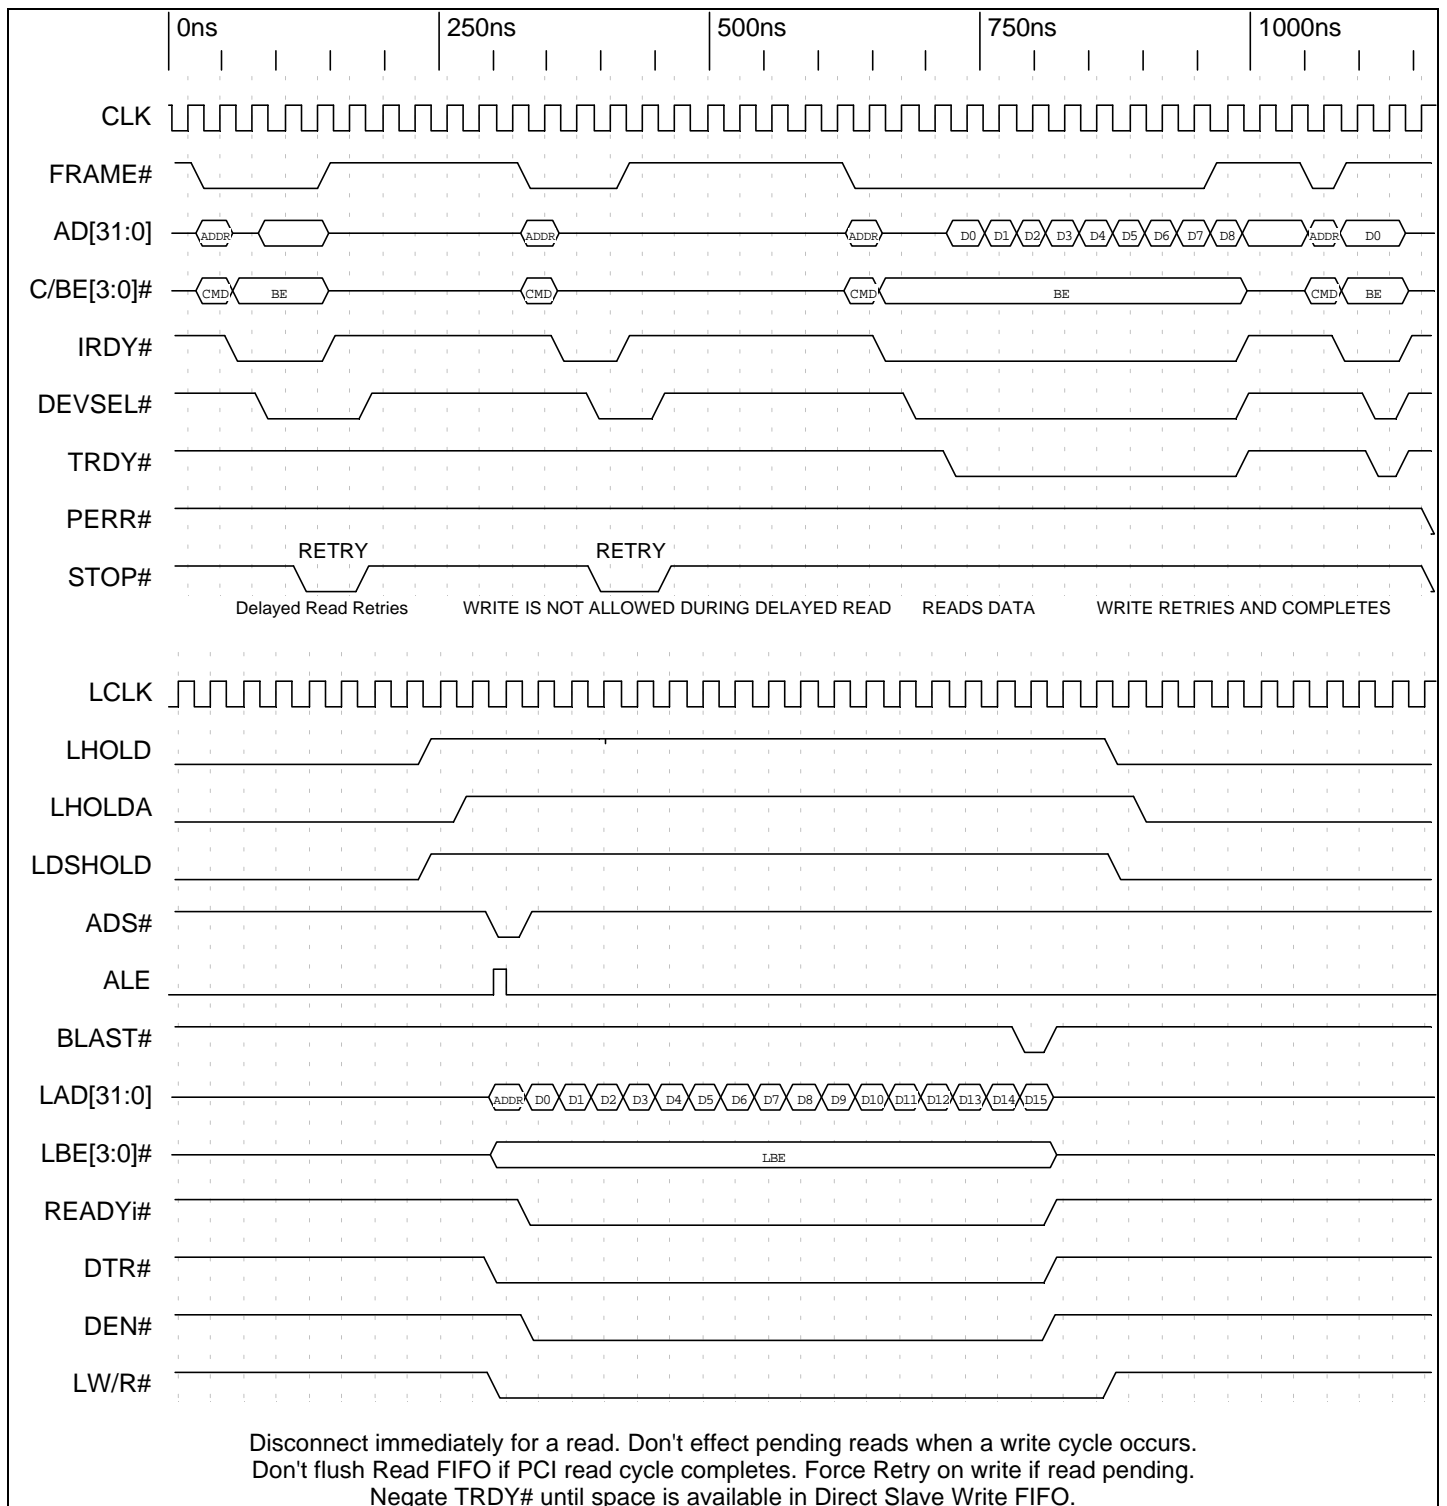 0ns 250ns 500ns 750ns 1000ns
CLK
FRAME#
AD[31:0] ADDR ADDR ADDR D0 D1 D2 D3 D4 D5 D6 D7 D8 ADDR D0
C/BE[3:0]# CMD BE CMD CMD BE CMD BE
IRDY#
DEVSEL#
TRDY#
PERR#
RETRY RETRY
STOP#
Delayed Read Retries WRITE IS NOT ALLOWED DURING DELAYED READ READS DATA WRITE RETRIES AND COMPLETES
LCLK
LHOLD
LHOLDA
LDSHOLD
ADS#
ALE
BLAST#
LAD[31:0] ADDR D0 D1 D2 D3 D4 D5 D6 D7 D8 D9 D10 D11 D12 D13 D14 D15
LBE[3:0]# LBE
READYi#
DTR#
DEN#
LW/R#
Disconnect immediately for a read. Don't effect pending reads when a write cycle occurs.
Don't flush Read FIFO if PCI read cycle completes. Force Retry on write if read pending.
Negate TRDY# until space is available in Direct Slave Write FIFO.